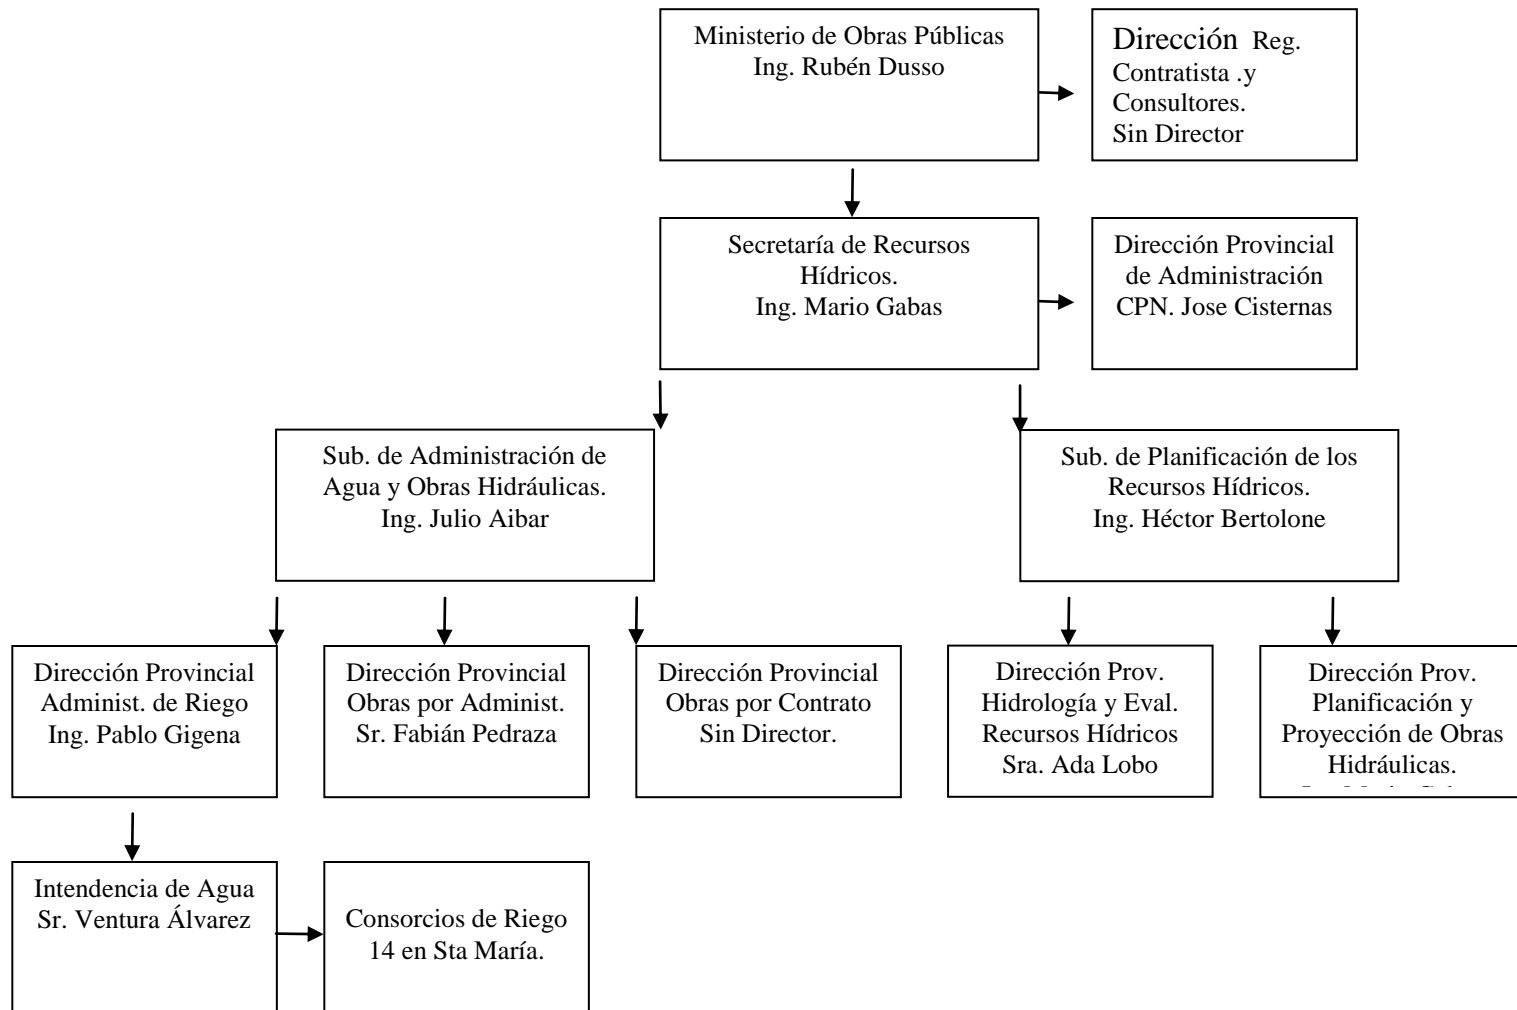 Ministerio de Obras Públicas
Ing. Rubén Dusso
Dirección Reg.
Contratista .y
Consultores.
Sin Director
Secretaría de Recursos
Hídricos.
Ing. Mario Gabas
Dirección Provincial
de Administración
CPN. Jose Cisternas
Sub. de Administración de
Agua y Obras Hidráulicas.
Ing. Julio Aibar
Sub. de Planificación de los
Recursos Hídricos.
Ing. Héctor Bertolone
Dirección Provincial
Administ. de Riego
Ing. Pablo Gigena
Dirección Provincial
Obras por Administ.
Sr. Fabián Pedraza
Dirección Provincial
Obras por Contrato
Sin Director.
Dirección Prov.
Hidrología y Eval.
Recursos Hídricos
Sra. Ada Lobo
Dirección Prov.
Planificación y
Proyección de Obras
Hidráulicas.
Intendencia de Agua
Sr. Ventura Álvarez
Consorcios de Riego
14 en Sta María.